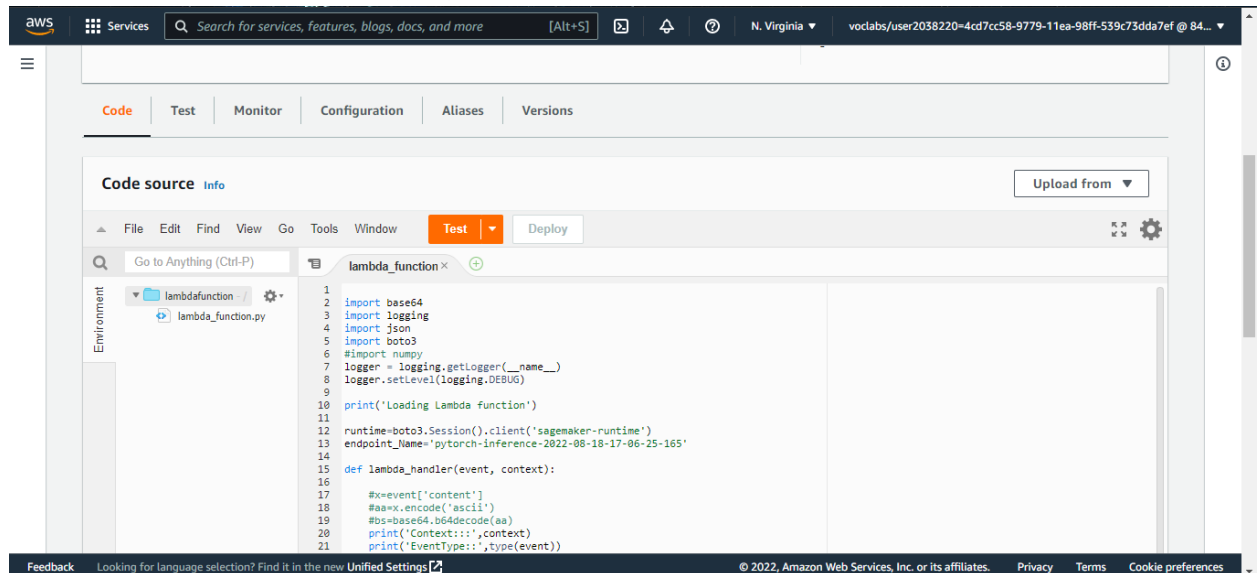 aws
Services
Search for services, features, blogs, docs, and more [Alt+S]
N. Virginia ▼
voclabs/user2038220=4cd7cc58-9779-11ea-98ff-539c73dda7ef @ 84... ▼
Code Test Monitor Configuration Aliases Versions
Code source Info
Upload from ▼
File Edit Find View Go Tools Window Test Deploy
Go to Anything (Ctrl-P)
lambda_function ×
Environment
lambdafunction - /
lambda_function.py
1
2 import base64
3 import logging
4 import json
5 import boto3
6 #import numpy
7 logger = logging.getLogger(__name__)
8 logger.setLevel(logging.DEBUG)
9
10 print('Loading Lambda function')
11
12 runtime=boto3.Session().client('sagemaker-runtime')
13 endpoint_Name='pytorch-inference-2022-08-18-17-06-25-165'
14
15 def lambda_handler(event, context):
16
17 #x=event['content']
18 #aa=x.encode('ascii')
19 #bs=base64.b64decode(aa)
20 print('Context:::',context)
21 print('EventType::',type(event))
Feedback Looking for language selection? Find it in the new Unified Settings © 2022, Amazon Web Services, Inc. or its affiliates. Privacy Terms Cookie preferences